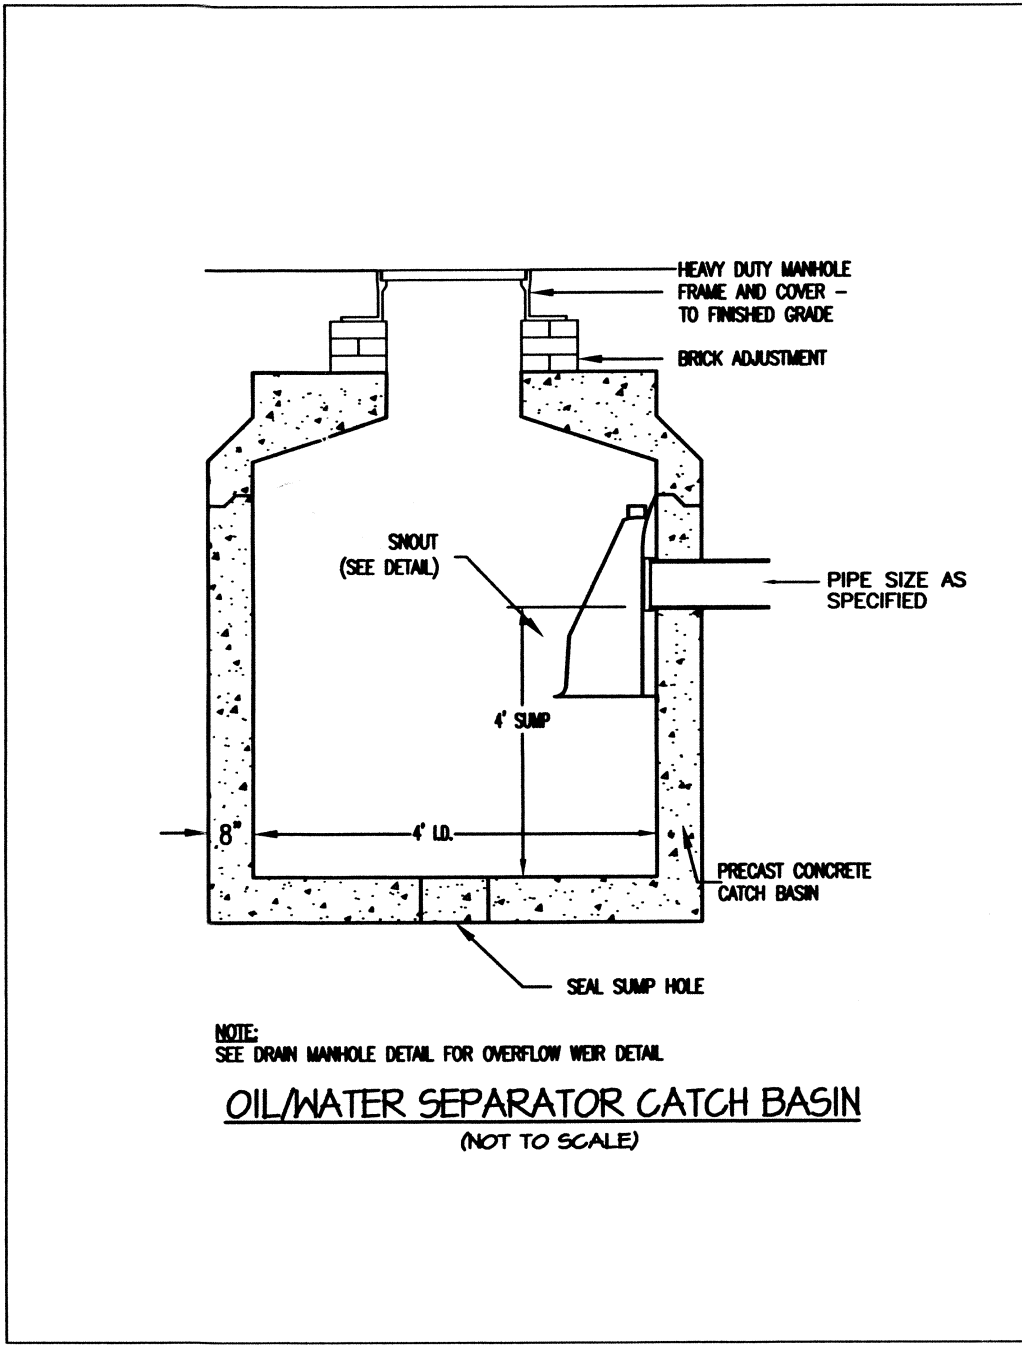 HEAVY DUTY MANHOLE
FRAME AND COVER -
TO FINISHED GRADE
BRICK ADJUSTMENT
SNOUT
(SEE DETAIL)
PIPE SIZE AS
SPECIFIED
4' SUMP
8"
4' I.D.
PRECAST CONCRETE
CATCH BASIN
SEAL SUMP HOLE
NOTE:
SEE DRAIN MANHOLE DETAIL FOR OVERFLOW WEIR DETAIL
OIL/WATER SEPARATOR CATCH BASIN
(NOT TO SCALE)